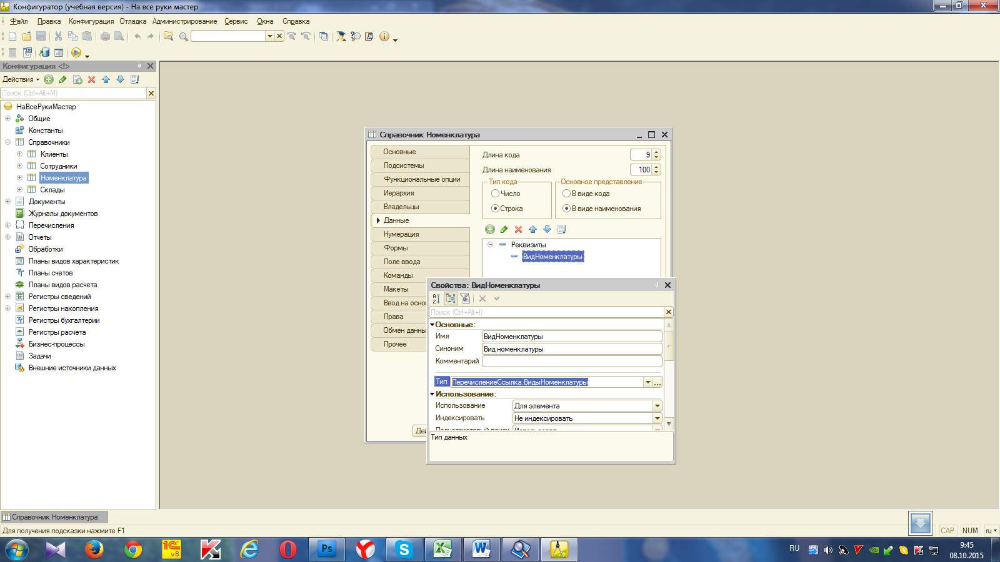 Конфигуратор (учебная версия) - На все руки мастер
Файл Правка Конфигурация Отладка Администрирование Сервис Окна Справка
Конфигурация <!>
Действия
Поиск (Ctrl+Alt+M)
НаВсеРукиМастер
Общие
Константы
Справочники
Клиенты
Сотрудники
Номенклатура
Склады
Документы
Журналы документов
Перечисления
Отчеты
Обработки
Планы видов характеристик
Планы счетов
Планы видов расчета
Регистры сведений
Регистры накопления
Регистры бухгалтерии
Регистры расчета
Бизнес-процессы
Задачи
Внешние источники данных
Справочник Номенклатура
Основные
Подсистемы
Функциональные опции
Иерархия
Владельцы
Данные
Нумерация
Формы
Поле ввода
Команды
Макеты
Ввод на осно
Права
Обмен данны
Прочее
Длина кода 9
Длина наименования 100
Тип кода
Число
Строка
Основное представление
В виде кода
В виде наименования
Реквизиты
ВидНоменклатуры
Дей
Свойства: ВидНоменклатуры
Поиск (Ctrl+Alt+I)
Основные:
Имя ВидНоменклатуры
Синоним Вид номенклатуры
Комментарий
Тип ПеречислениеСсылка.ВидыНоменклатуры
Использование:
Использование Для элемента
Индексировать Не индексировать
Полнотекстовый поиск Использовать
Тип данных
Справочник Номенклатура
Для получения подсказки нажмите F1
CAP NUM ru
1С v8
Ps
RU
9:45
08.10.2015